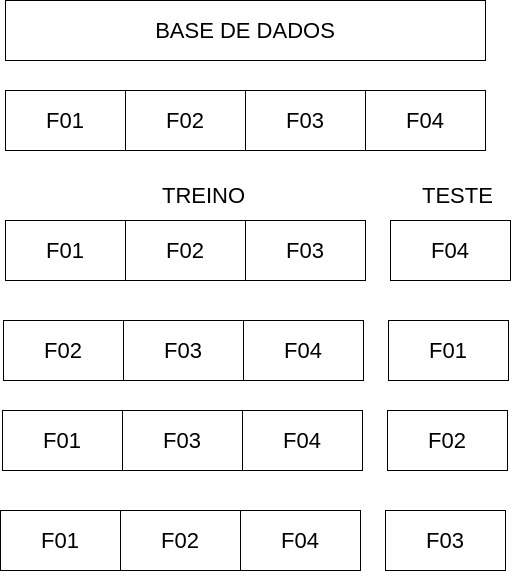 BASE DE DADOS
F01 F02 F03 F04
TREINO TESTE
F01 F02 F03 F04
F02 F03 F04 F01
F01 F03 F04 F02
F01 F02 F04 F03